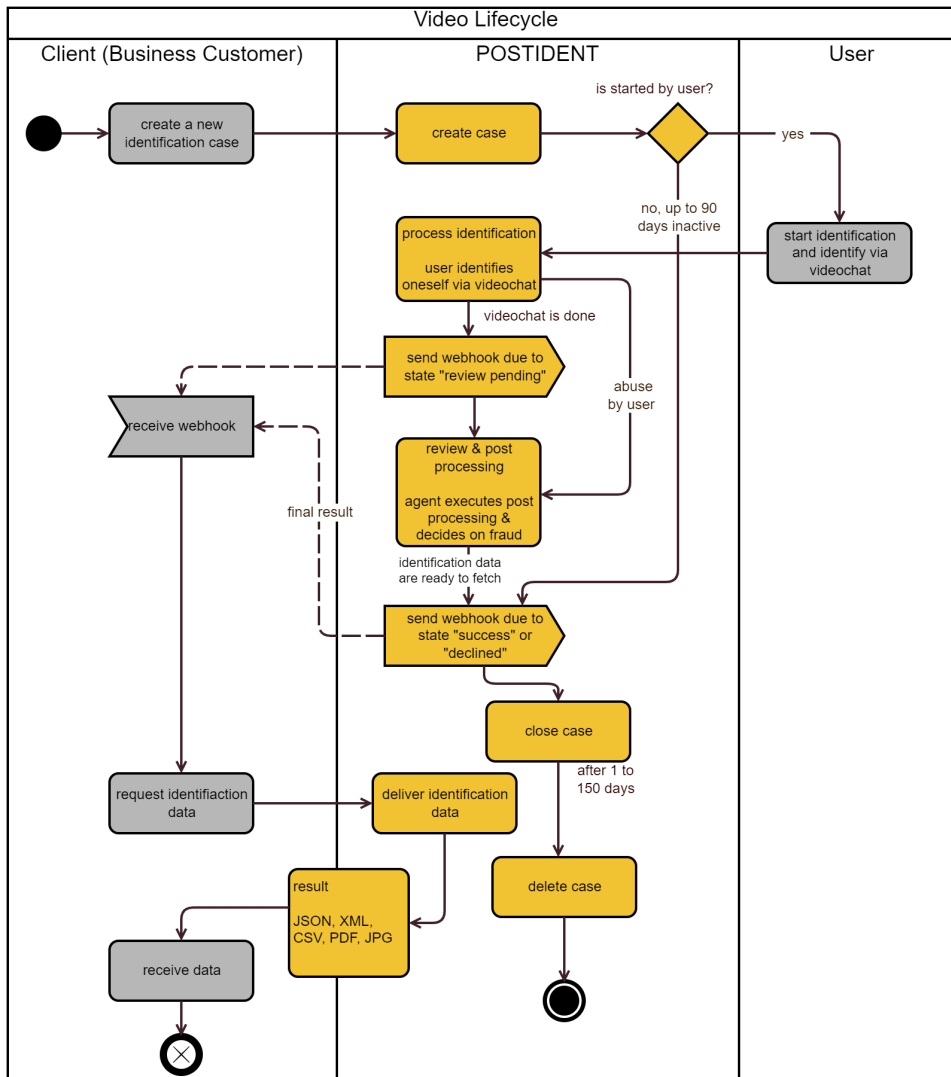 Video Lifecycle
Client (Business Customer)
POSTIDENT
User
is started by user?
create a new
identification case
create case
yes
no, up to 90
days inactive
process identification
user identifies
oneself via videochat
start identification
and identify via
videochat
videochat is done
send webhook due to
state "review pending"
abuse
by user
receive webhook
review & post
processing
agent executes post
processing &
decides on fraud
final result
identification data
are ready to fetch
send webhook due to
state "success" or
"declined"
close case
after 1 to
150 days
request identifiaction
data
deliver identification
data
delete case
result
JSON, XML,
CSV, PDF, JPG
receive data